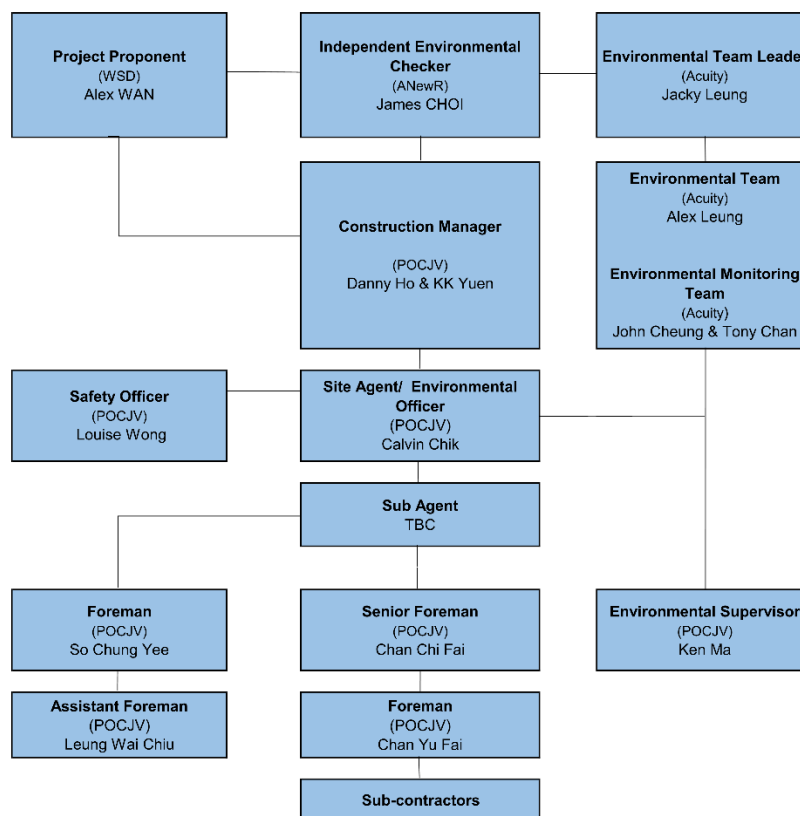 Project Proponent
(WSD)
Alex WAN
Independent Environmental
Checker
(ANewR)
James CHOI
Environmental Team Leade
(Acuity)
Jacky Leung
Construction Manager
(POCJV)
Danny Ho & KK Yuen
Environmental Team
(Acuity)
Alex Leung
Environmental Monitoring
Team
(Acuity)
John Cheung & Tony Chan
Safety Officer
(POCJV)
Louise Wong
Site Agent/ Environmental
Officer
(POCJV)
Calvin Chik
Sub Agent
TBC
Foreman
(POCJV)
So Chung Yee
Senior Foreman
(POCJV)
Chan Chi Fai
Environmental Supervisor
(POCJV)
Ken Ma
Assistant Foreman
(POCJV)
Leung Wai Chiu
Foreman
(POCJV)
Chan Yu Fai
Sub-contractors